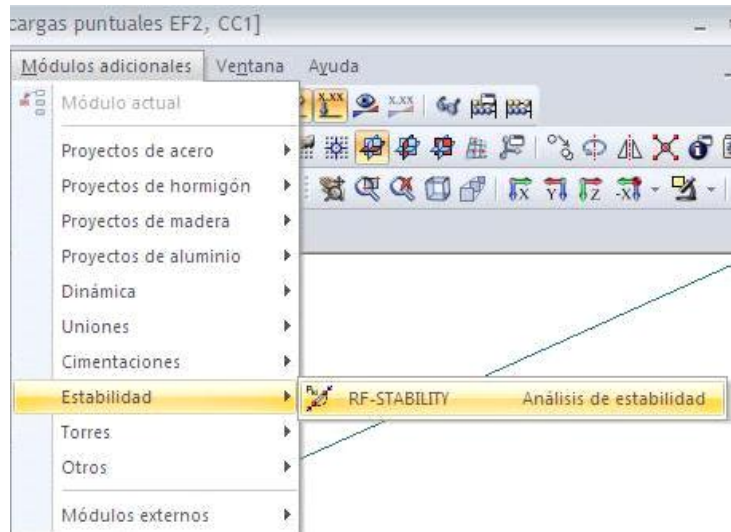 cargas puntuales EF2, CC1]
Módulos adicionales Ventana Ayuda
Módulo actual
Proyectos de acero
Proyectos de hormigón
Proyectos de madera
Proyectos de aluminio
Dinámica
Uniones
Cimentaciones
Estabilidad
RF-STABILITY Análisis de estabilidad
Torres
Otros
Módulos externos